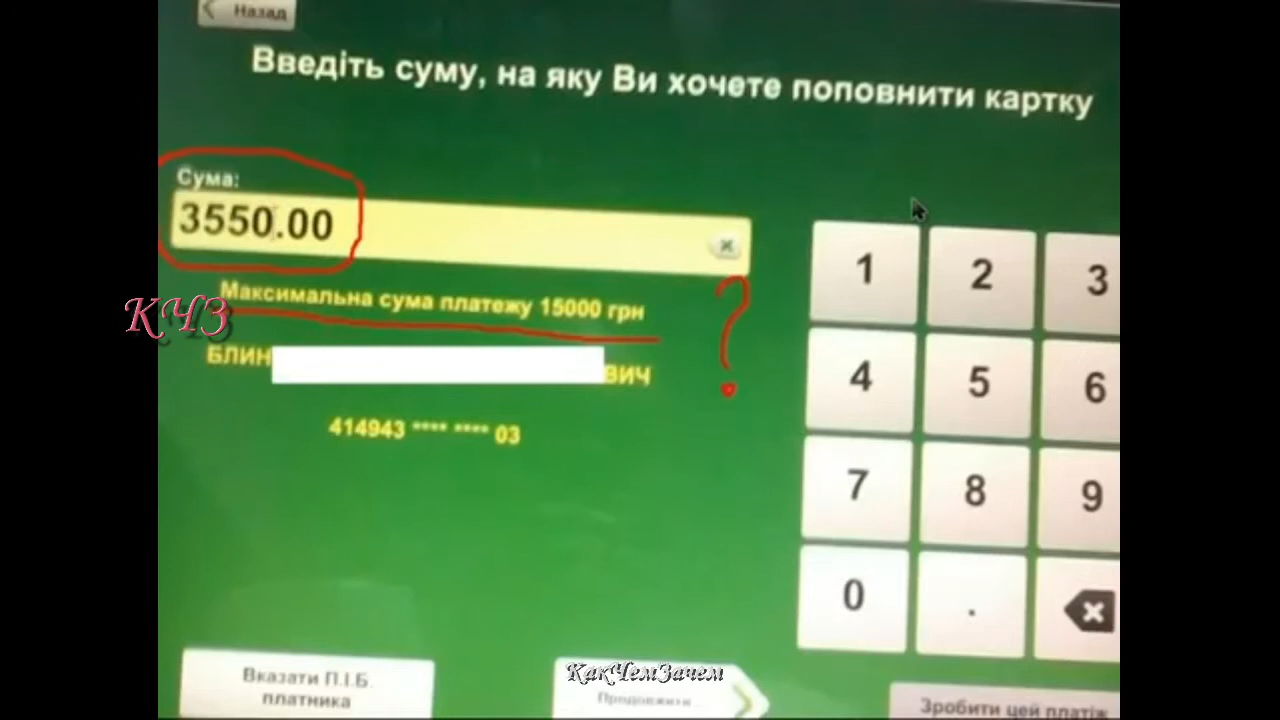 Назад
Введіть суму, на яку Ви хочете поповнити картку
Сума:
3550.00
Максимальна сума платежу 15000 грн
?
КЧЗ
БЛИН
ВИЧ
414943 **** **** 03
1 2 3
4 5 6
7 8 9
0 .
Вказати П.І.Б.
платника
КакЧемЗачем
Продовжити
Зробити цей платіж